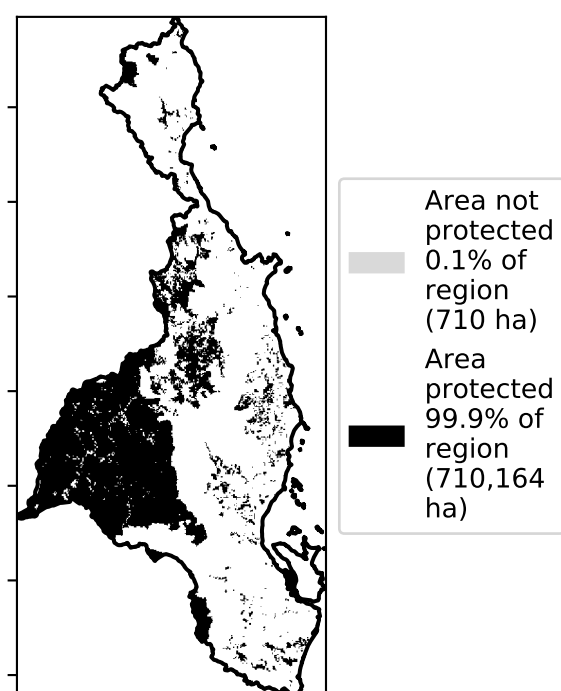 Area not
protected
0.1% of
region
(710 ha)
Area
protected
99.9% of
region
(710,164
ha)